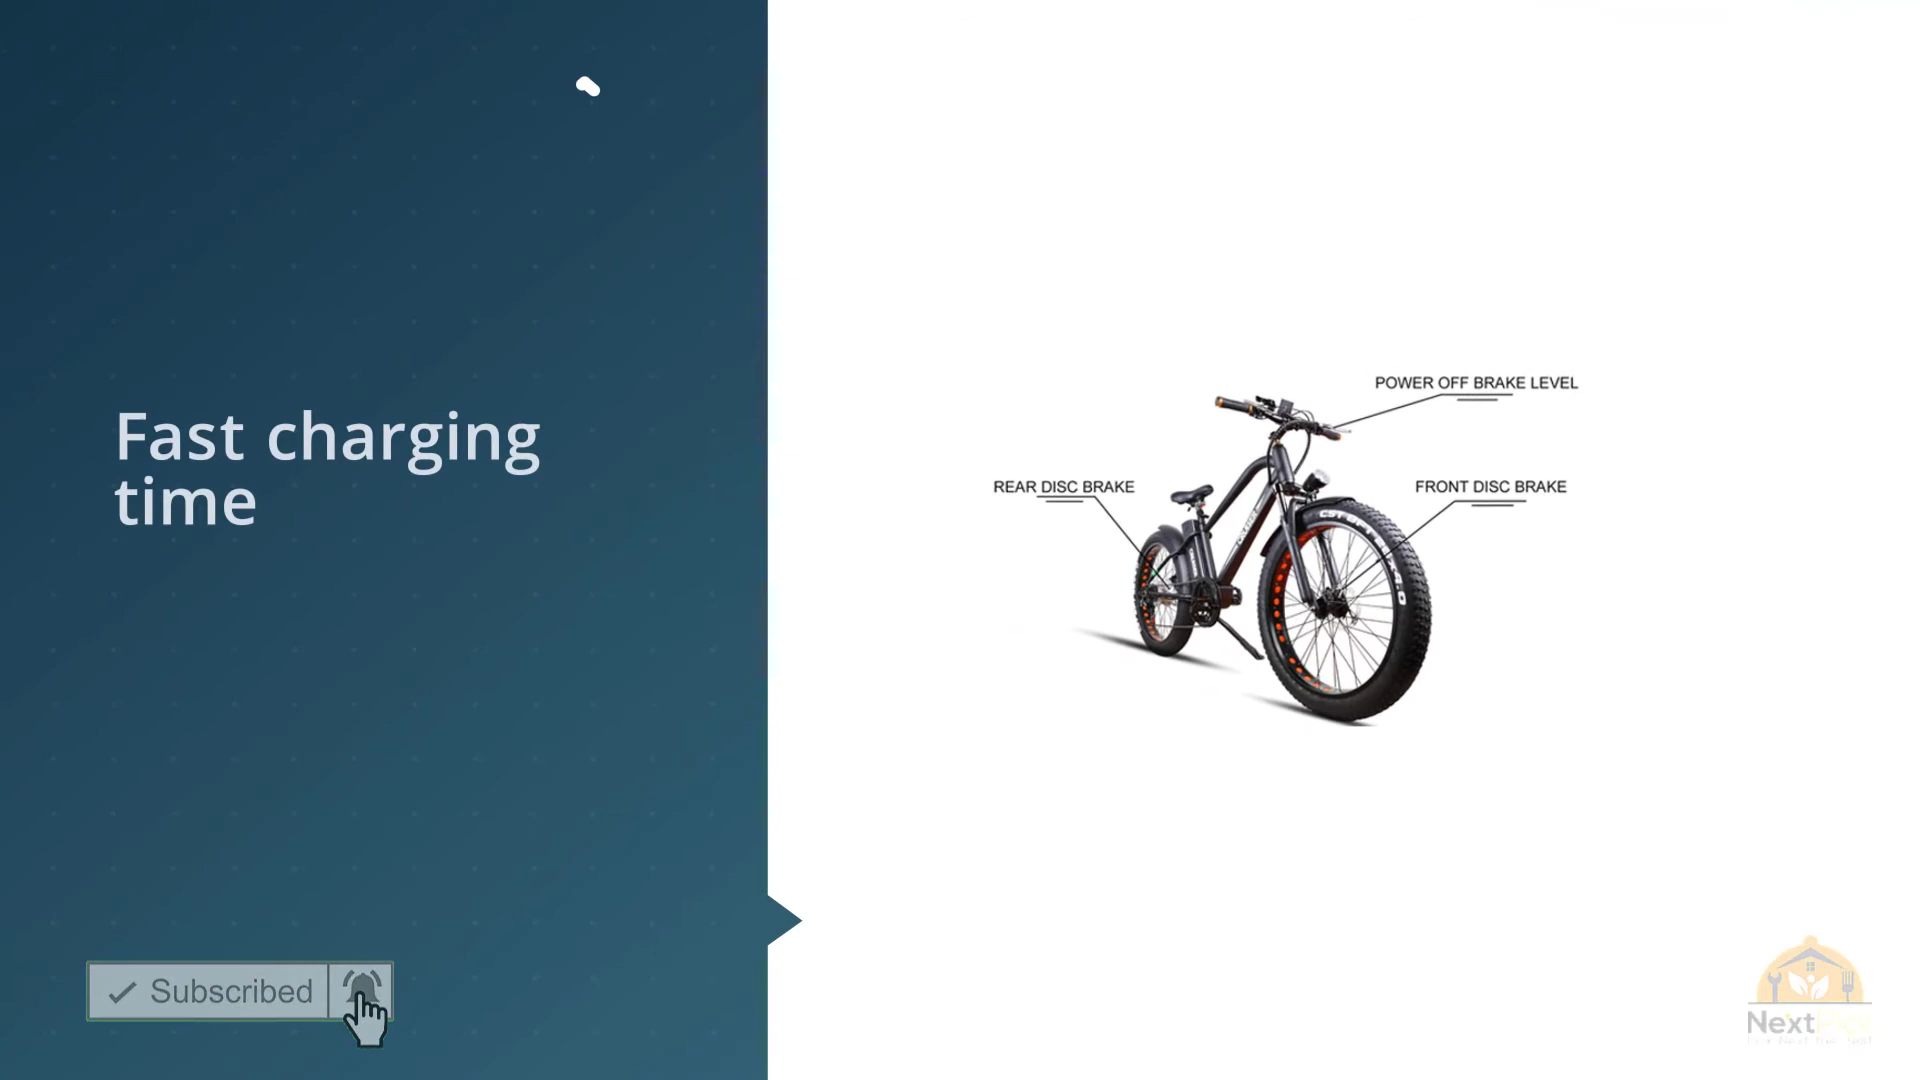 Fast charging
time
POWER OFF BRAKE LEVEL
REAR DISC BRAKE
FRONT DISC BRAKE
Subscribed
Next